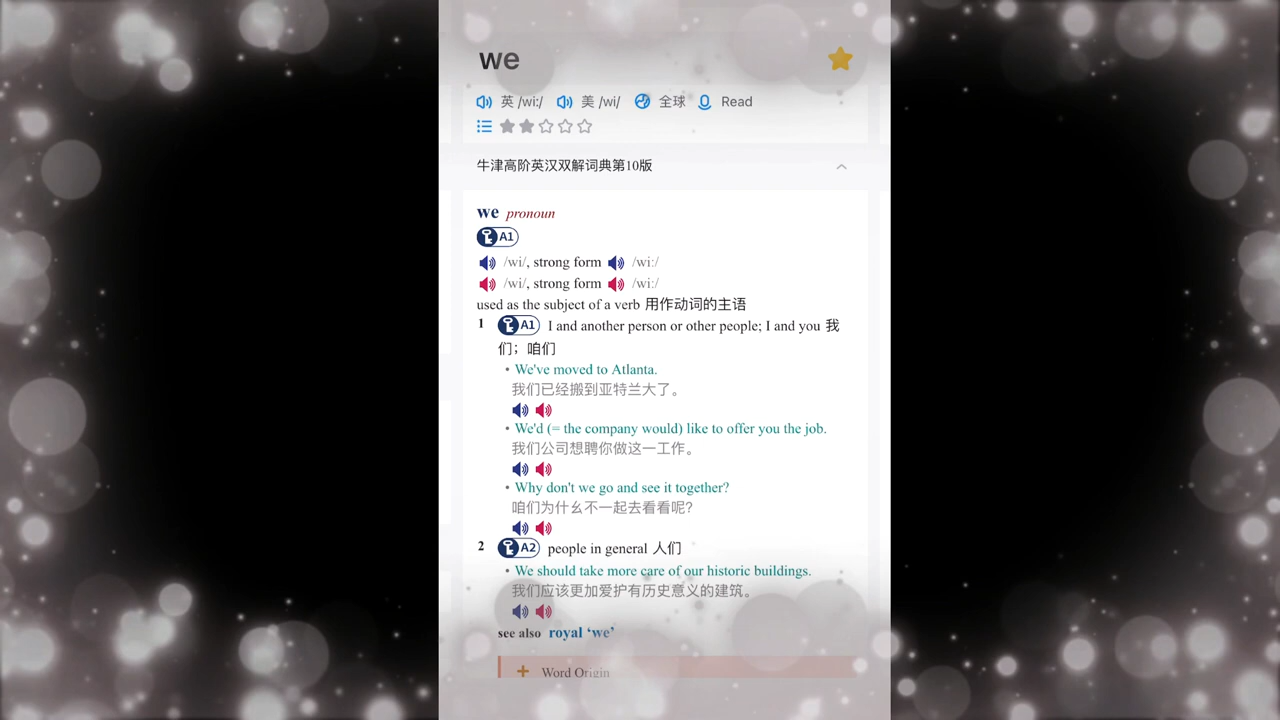 we
英 /wi:/ 美 /wi/ 全球 Read
牛津高阶英汉双解词典第10版
we pronoun
A1
/wi/, strong form /wiː/
/wi/, strong form /wiː/
used as the subject of a verb 用作动词的主语
1 A1 I and another person or other people; I and you 我
们；咱们
• We've moved to Atlanta.
我们已经搬到亚特兰大了。
• We'd (= the company would) like to offer you the job.
我们公司想聘你做这一工作。
• Why don't we go and see it together?
咱们为什么不一起去看看呢?
2 A2 people in general 人们
• We should take more care of our historic buildings.
我们应该更加爱护有历史意义的建筑。
see also royal ‘we’
+ Word Origin